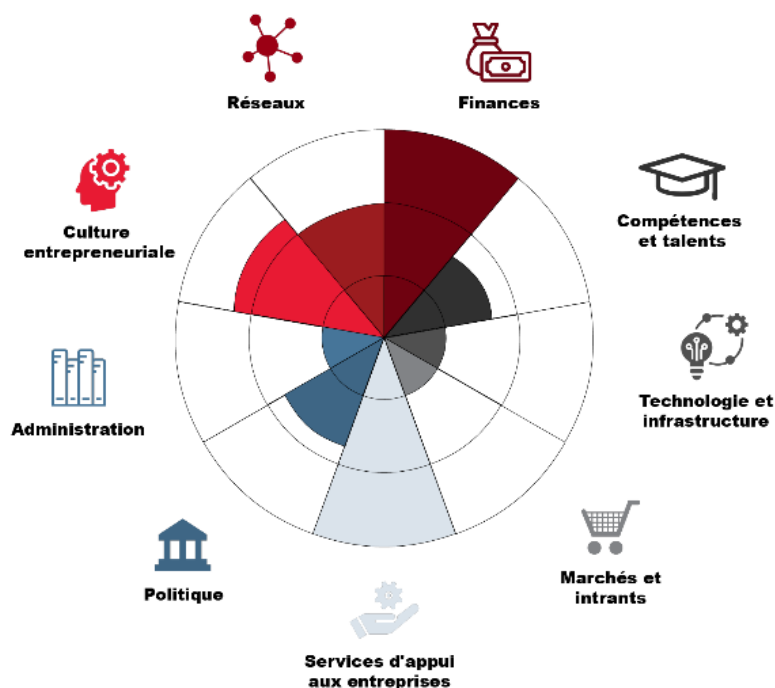 Réseaux
Finances
Culture
entrepreneuriale
Compétences
et talents
Administration
Technologie et
infrastructure
Politique
Marchés et
intrants
Services d'appui
aux entreprises